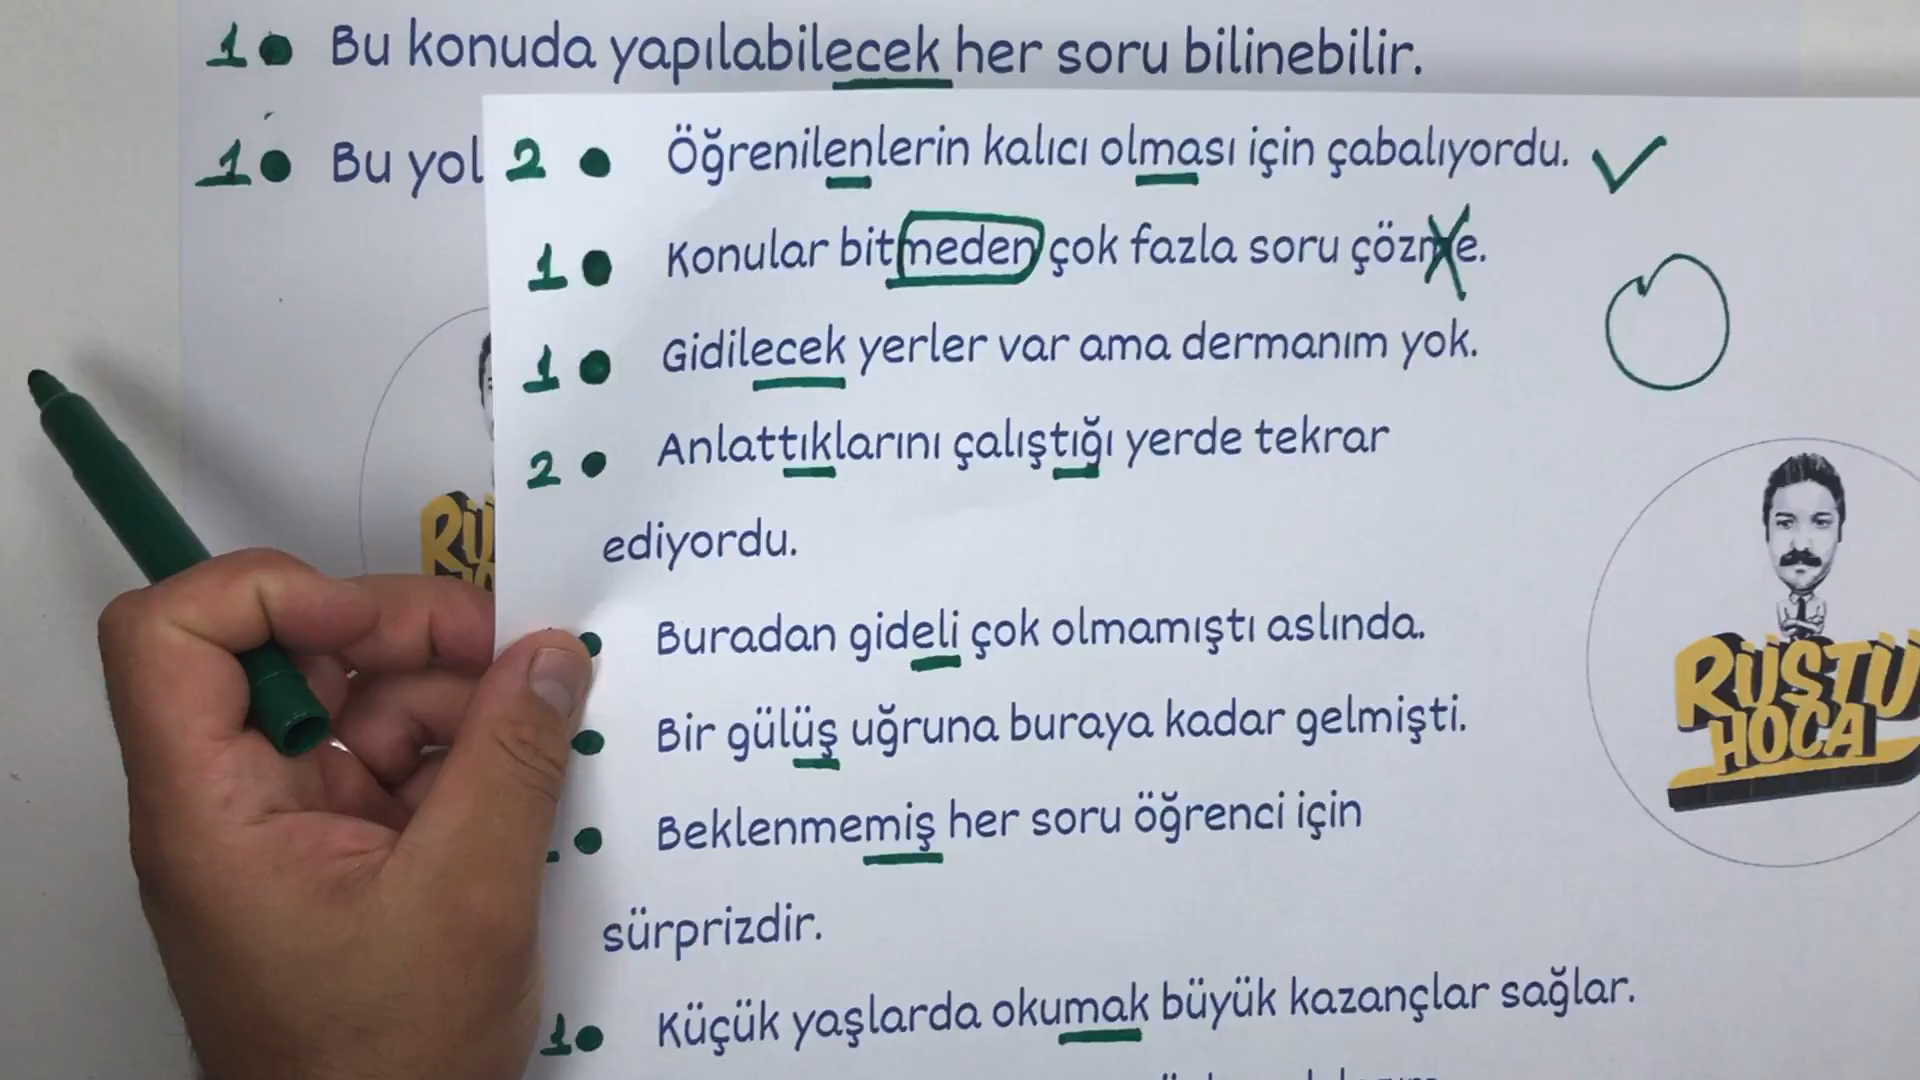 1 ● Bu konuda yapılabilecek her soru bilinebilir.
1 ● Bu yol
2 ● Öğrenilenlerin kalıcı olması için çabalıyordu.
1 ● Konular bitmeden çok fazla soru çözme.
1 ● Gidilecek yerler var ama dermanım yok.
2 ● Anlattıklarını çalıştığı yerde tekrar
ediyordu.
● Buradan gideli çok olmamıştı aslında.
● Bir gülüş uğruna buraya kadar gelmişti.
● Beklenmemiş her soru öğrenci için
sürprizdir.
1 ● Küçük yaşlarda okumak büyük kazançlar sağlar.
RÜ
RÜŞTÜ
HOCA